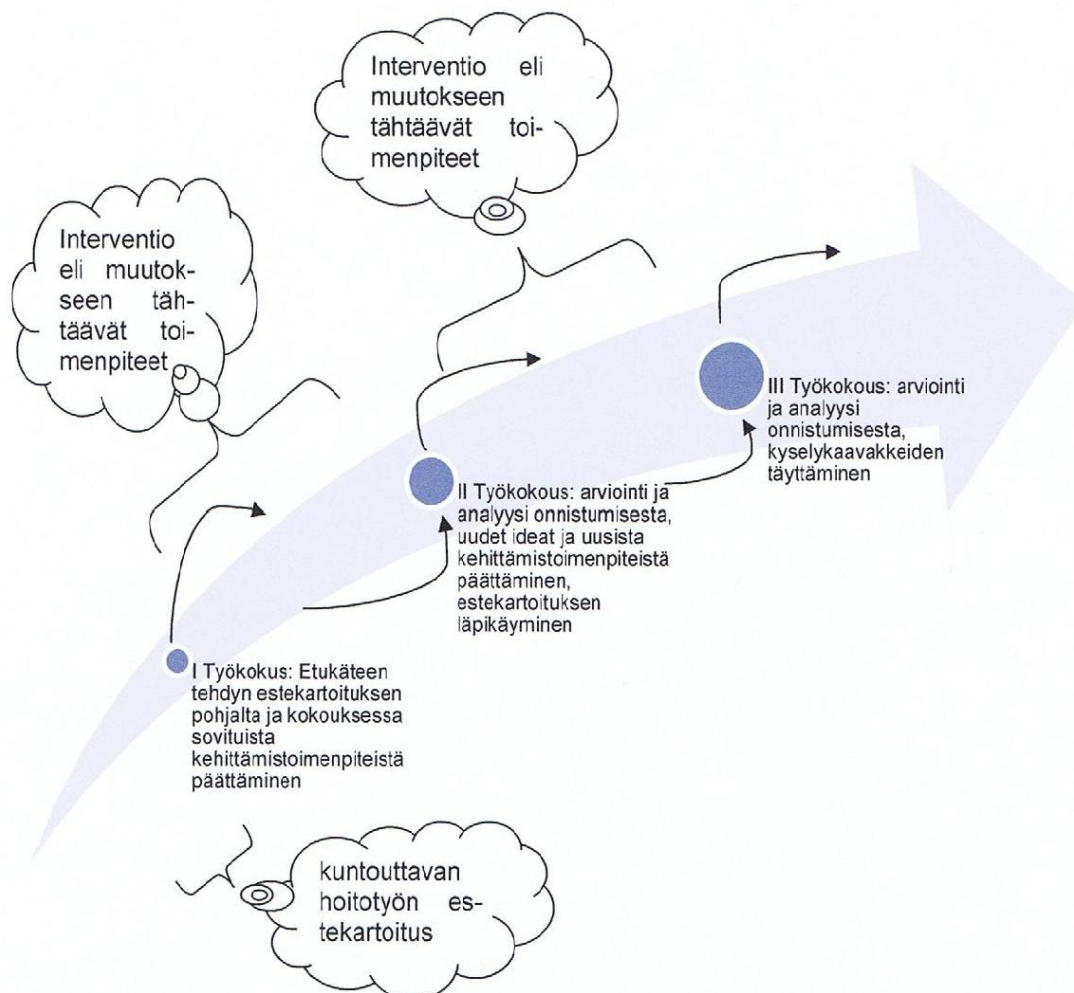 Interventio eli
muutokseen
tähtäävät toi-
menpiteet
Interventio
eli muutok-
seen täh-
täävät toi-
menpiteet
III Työkokous: arviointi
ja analyysi
onnistumisesta,
kyselykaavakkeiden
täyttäminen
II Työkokous: arviointi ja
analyysi onnistumisesta,
uudet ideat ja uusista
kehittämistoimenpiteistä
päättäminen,
estekartoituksen
läpikäyminen
I Työkokus: Etukäteen
tehdyn estekartoituksen
pohjalta ja kokouksessa
sovituista
kehittämistoimenpiteistä
päättäminen
kuntouttavan
hoitotyön es-
tekartoitus